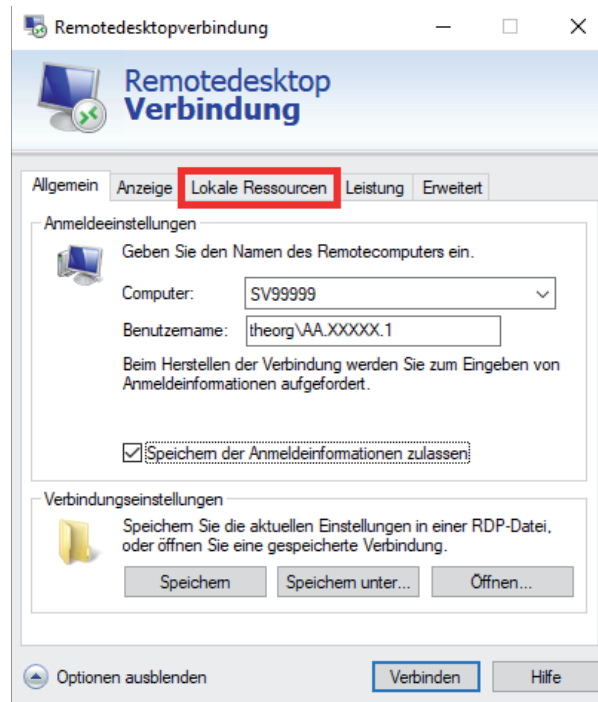 Remotedesktopverbindung
Remotedesktop
Verbindung
Allgemein Anzeige Lokale Ressourcen Leistung Erweitert
Anmeldeeinstellungen
Geben Sie den Namen des Remotecomputers ein.
Computer: SV99999
Benutzername: theorg\AA.XXXXX.1
Beim Herstellen der Verbindung werden Sie zum Eingeben von
Anmeldeinformationen aufgefordert.
Speichern der Anmeldeinformationen zulassen
Verbindungseinstellungen
Speichern Sie die aktuellen Einstellungen in einer RDP-Datei,
oder öffnen Sie eine gespeicherte Verbindung.
Speichern Speichern unter... Öffnen...
Optionen ausblenden Verbinden Hilfe